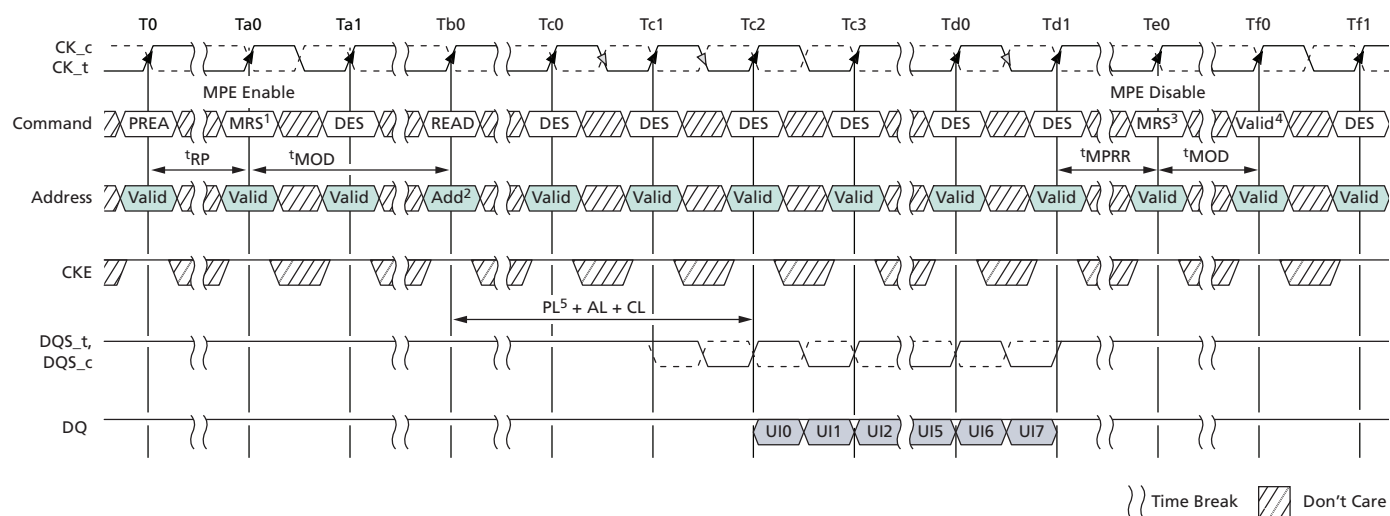 T0 Ta0 Ta1 Tb0 Tc0 Tc1 Tc2 Tc3 Td0 Td1 Te0 Tf0 Tf1
CK_c
CK_t
MPE Enable MPE Disable
Command PREA MRS¹ DES READ DES DES DES DES DES DES MRS³ Valid⁴ DES
tRP tMOD tMPRR tMOD
Address Valid Valid Valid Add² Valid Valid Valid Valid Valid Valid Valid Valid Valid
CKE
PL⁵ + AL + CL
DQS_t,
DQS_c
DQ UI0 UI1 UI2 UI5 UI6 UI7
Time Break Don't Care